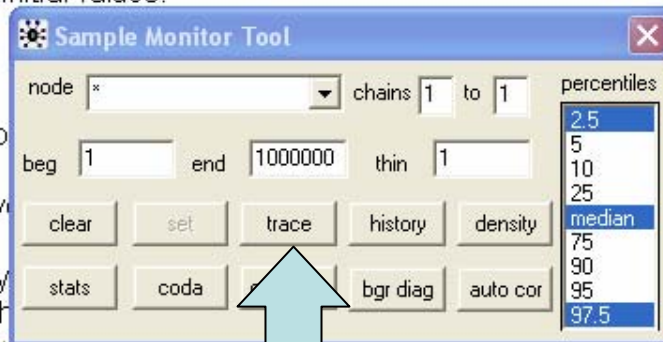 Sample Monitor Tool
node * chains 1 to 1 percentiles
beg 1 end 1000000 thin 1
clear set trace history density
stats coda bgr diag auto cor
2.5
5
10
25
median
75
90
95
97.5